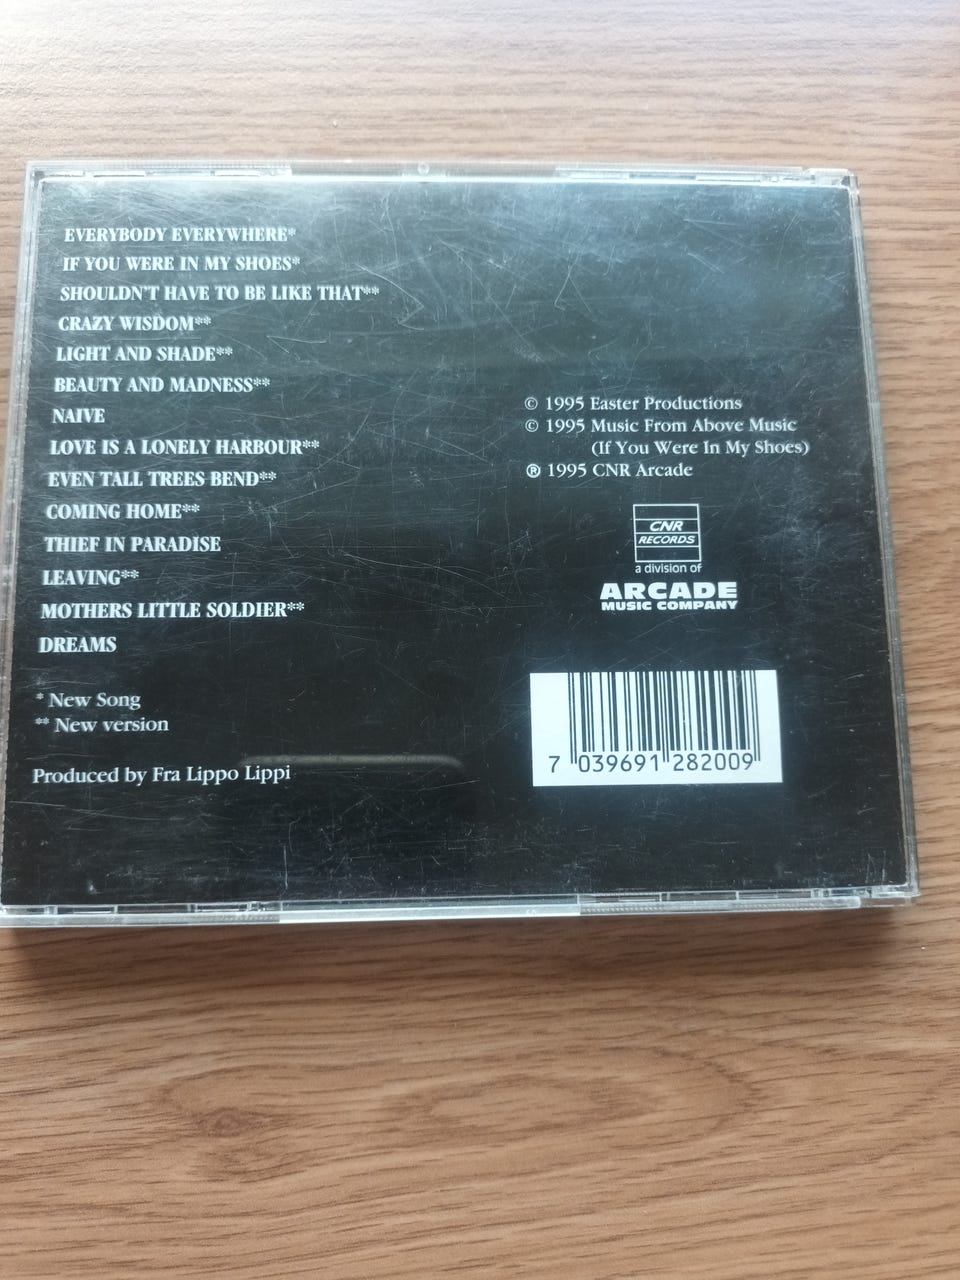 EVERYBODY EVERYWHERE*
IF YOU WERE IN MY SHOES*
SHOULDN'T HAVE TO BE LIKE THAT**
CRAZY WISDOM**
LIGHT AND SHADE**
BEAUTY AND MADNESS**
NAIVE
LOVE IS A LONELY HARBOUR**
EVEN TALL TREES BEND**
COMING HOME**
THIEF IN PARADISE
LEAVING**
MOTHERS LITTLE SOLDIER**
DREAMS
* New Song
** New version
Produced by Fra Lippo Lippi
© 1995 Easter Productions
© 1995 Music From Above Music
(If You Were In My Shoes)
® 1995 CNR Arcade
CNR
RECORDS
a division of
ARCADE
MUSIC COMPANY
7 039691 282009